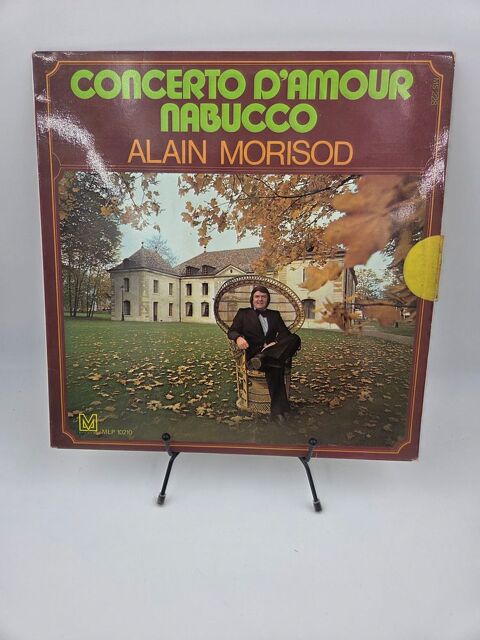 CONCERTO D'AMOUR
NABUCCO
ALAIN MORISOD
M
MLP 10210